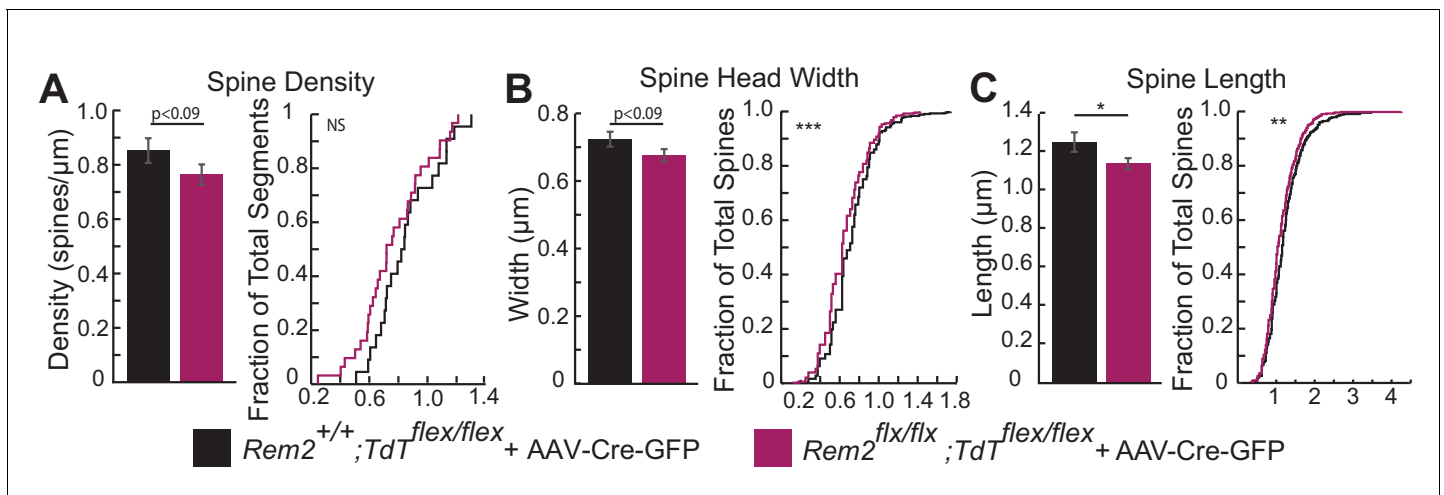 A
Spine Density
Density (spines/µm)
1.0
0.8
0.6
0.4
0.8
0
p<0.09
Fraction of Total Segments
1
0.8
0.6
0.4
0.2
0
NS
0.2 0.6 1.0 1.4
B
Spine Head Width
Width (µm)
0.8
0.6
0.4
0.2
0
p<0.09
Fraction of Total Spines
1.0
0.8
0.6
0.4
0.2
0
***
0.2 0.6 1.0 1.4 1.8
C
Spine Length
Length (µm)
1.4
1.2
1.0
0.8
0.6
0.4
0.2
0
*
Fraction of Total Spines
1.0
0.8
0.6
0.4
0.2
0
**
1 2 3 4
Rem2+/+;TdTflex/flex + AAV-Cre-GFP
Rem2flx/flx;TdTflex/flex + AAV-Cre-GFP